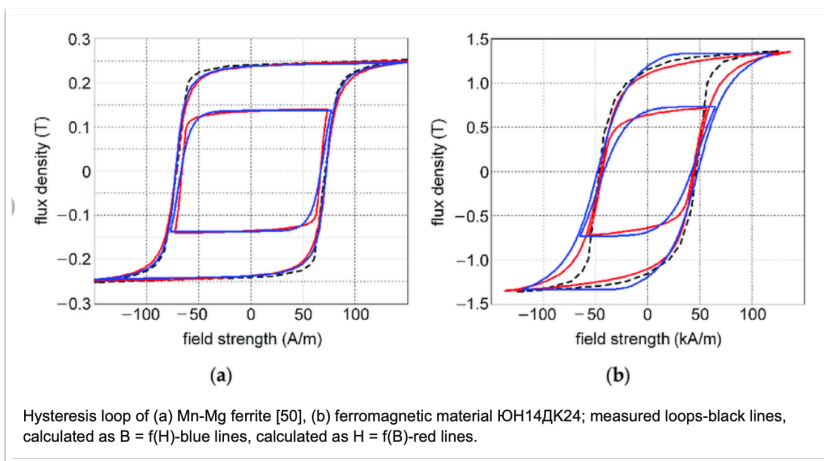 0.3
0.2
0.1
0
−0.1
−0.2
−0.3
flux density (T)
−100 −50 0 50 100
field strength (A/m)
(a)
1.5
1.0
0.5
0
−0.5
−1.0
−1.5
flux density (T)
−100 −50 0 50 100
field strength (kA/m)
(b)
Hysteresis loop of (a) Mn-Mg ferrite [50], (b) ferromagnetic material ЮН14ДК24; measured loops-black lines,
calculated as B = f(H)-blue lines, calculated as H = f(B)-red lines.